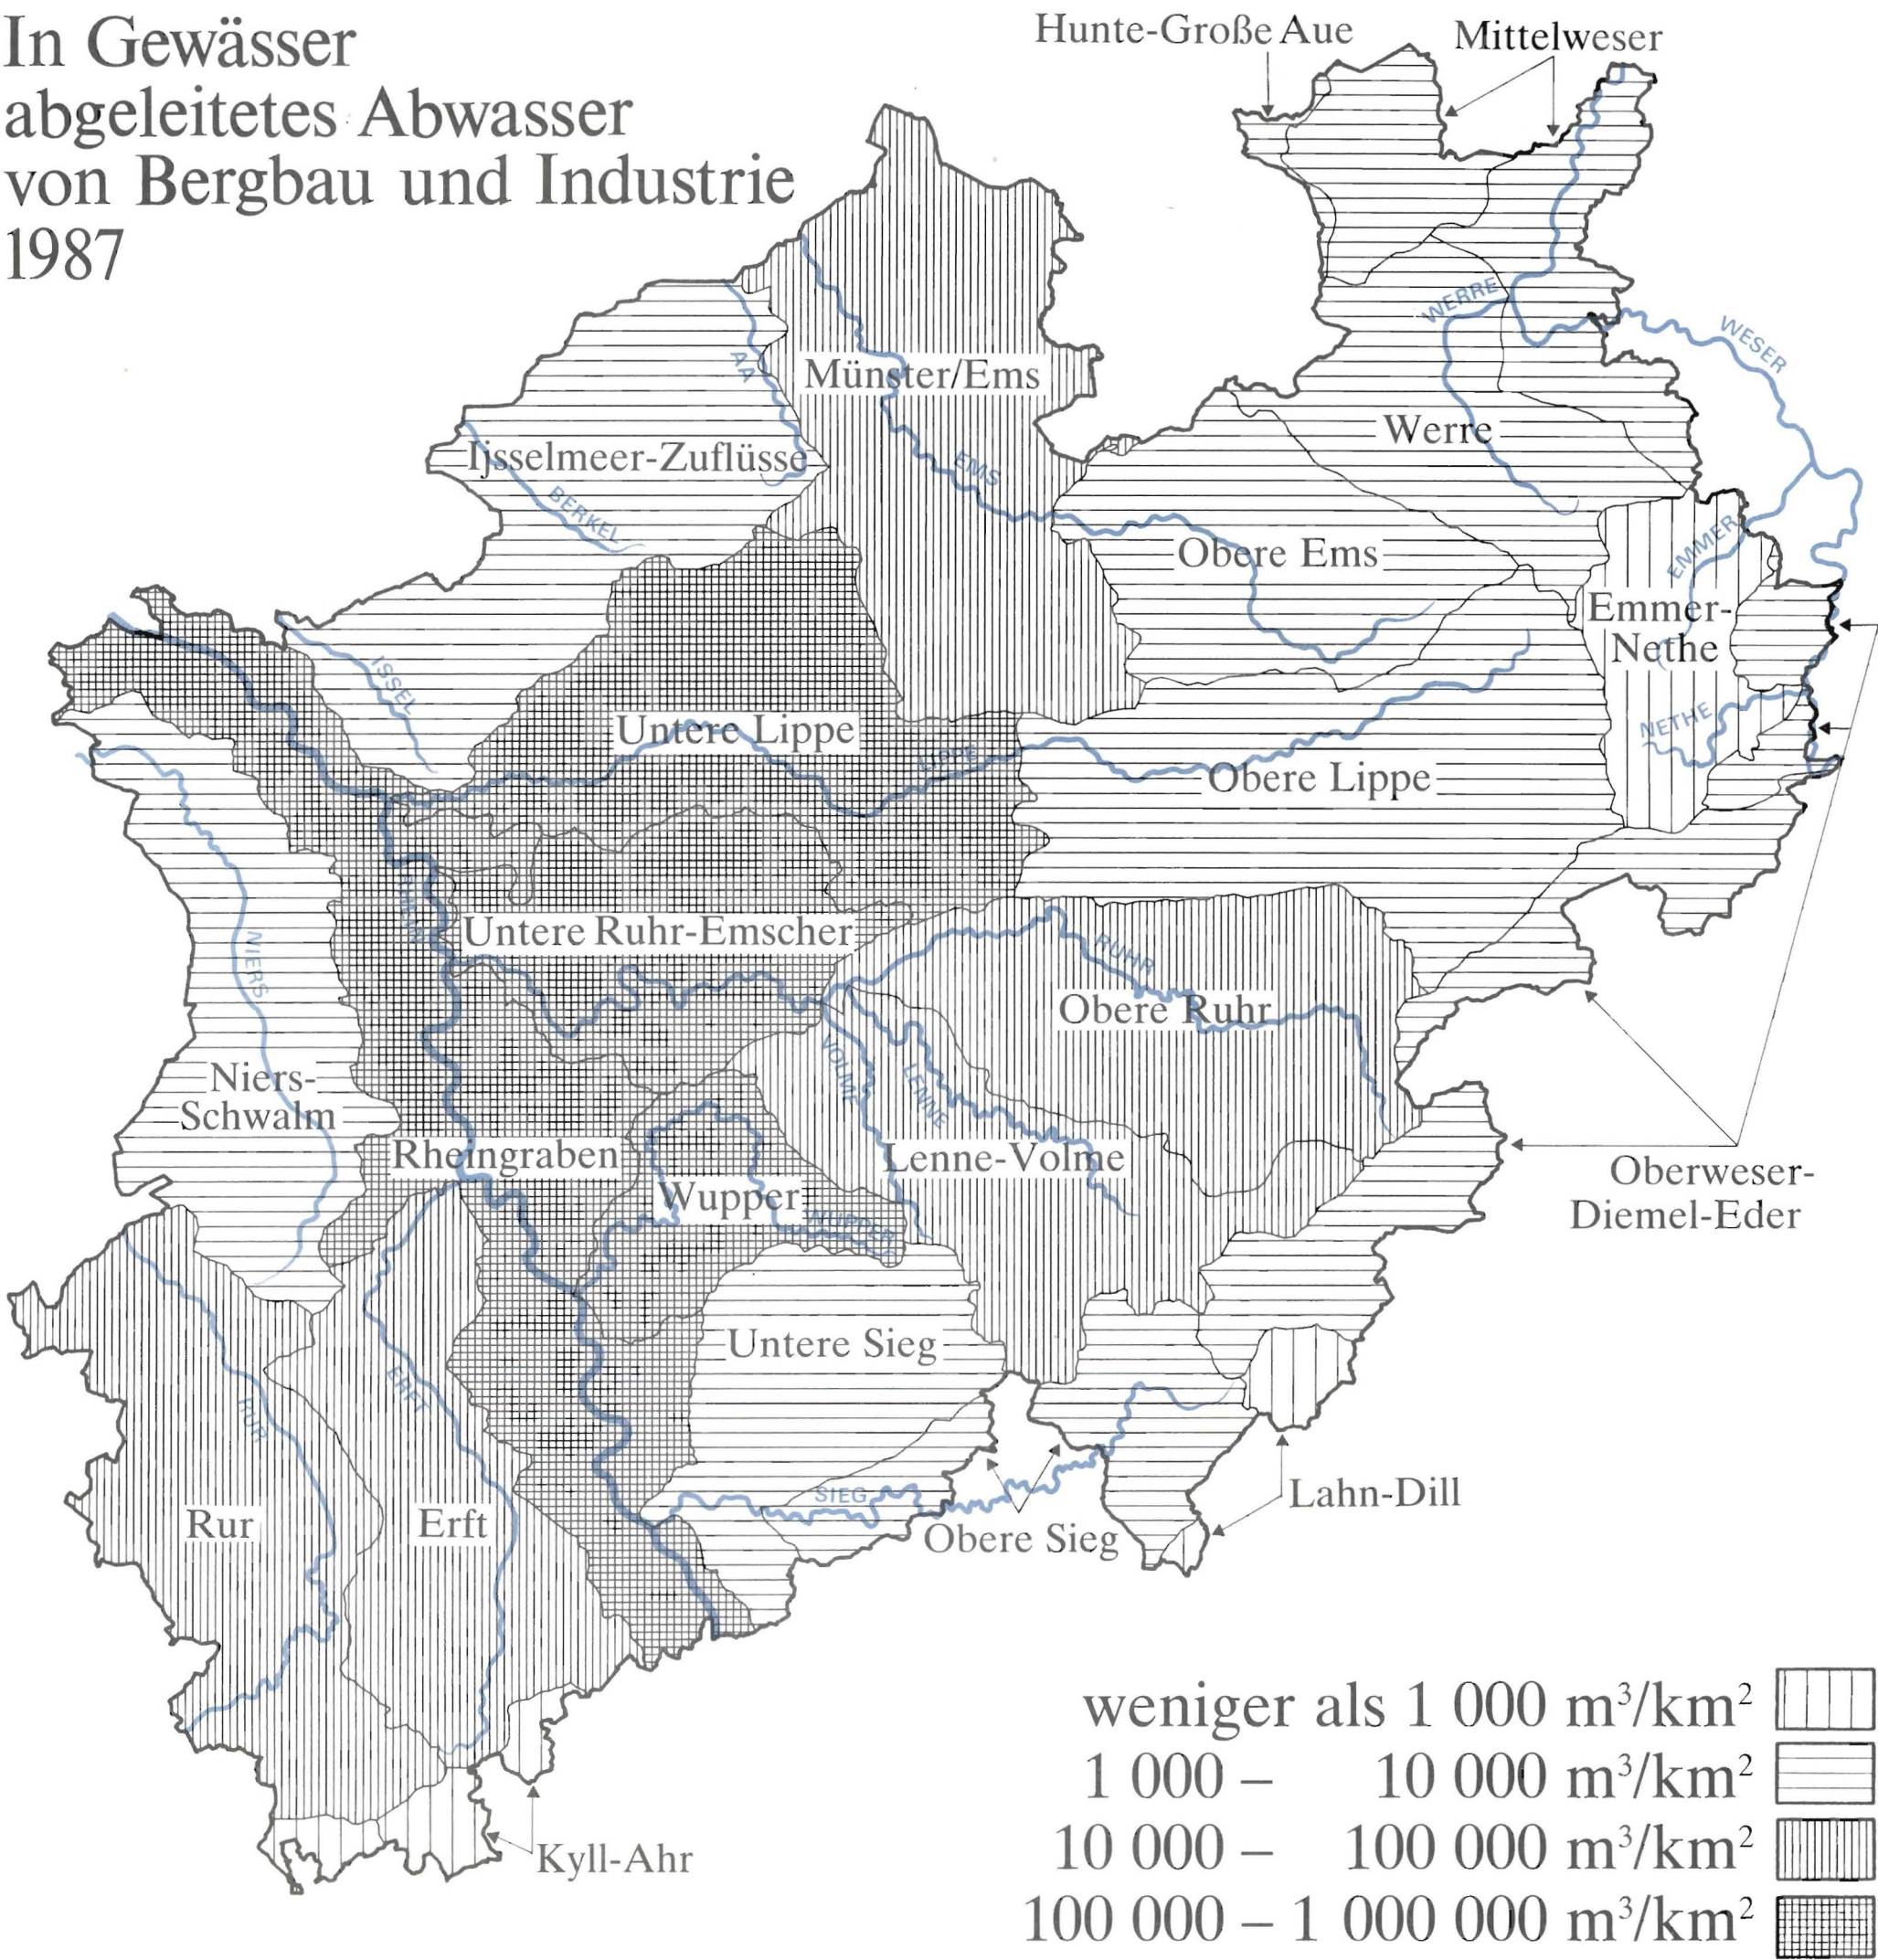 In Gewässer
abgeleitetes Abwasser
von Bergbau und Industrie
1987
Hunte-Große Aue
Mittelweser
WERRE
WESER
AA
Münster/Ems
Werre
Ijsselmeer-Zuflüsse
EMS
BERKEL
Obere Ems
EMMER
Emmer-
Nethe
ISSEL
Untere Lippe
LIPPE
NETHE
Obere Lippe
RHEIN
Untere Ruhr-Emscher
NIERS
RUHR
Obere Ruhr
VOLME
LENNE
Niers-
Schwalm
Rheingraben
Lenne-Volme
Wupper
WUPPER
Oberweser-
Diemel-Eder
Untere Sieg
ERFT
RUR
SIEG
Lahn-Dill
Rur
Erft
Obere Sieg
Kyll-Ahr
weniger als 1 000 m³/km²
1 000 – 10 000 m³/km²
10 000 – 100 000 m³/km²
100 000 – 1 000 000 m³/km²